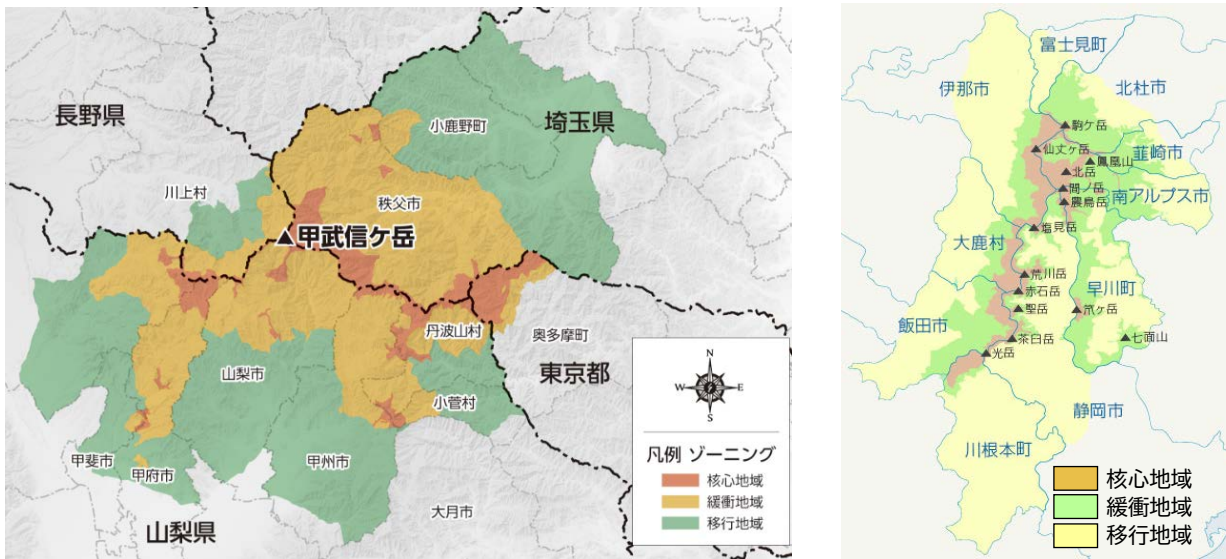 長野県
埼玉県
小鹿野町
川上村
秩父市
甲武信ケ岳
丹波山村
奥多摩町
山梨市
東京都
小菅村
甲斐市
甲府市
甲州市
大月市
山梨県
N
W
E
S
凡例 ゾーニング
核心地域
緩衝地域
移行地域
富士見町
伊那市
北杜市
駒ケ岳
仙丈ヶ岳
鳳凰山
韮崎市
北岳
間ノ岳
南アルプス市
農鳥岳
塩見岳
大鹿村
荒川岳
赤石岳
早川町
聖岳
笊ヶ岳
飯田市
茶臼岳
七面山
光岳
静岡市
川根本町
核心地域
緩衝地域
移行地域